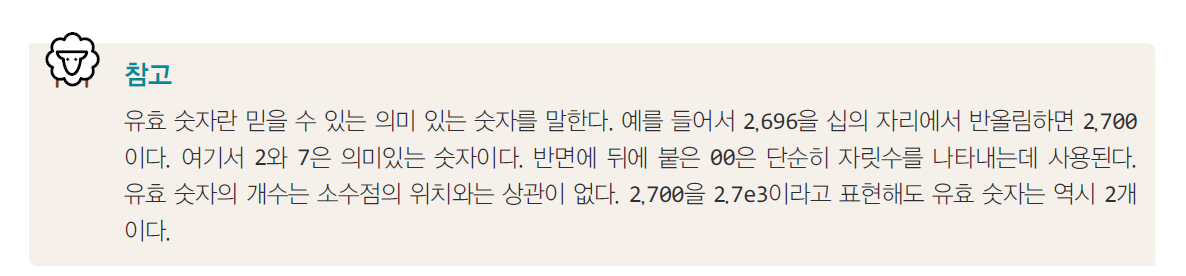 참고
유효 숫자란 믿을 수 있는 의미 있는 숫자를 말한다. 예를 들어서 2,696을 십의 자리에서 반올림하면 2,700
이다. 여기서 2와 7은 의미있는 숫자이다. 반면에 뒤에 붙은 00은 단순히 자릿수를 나타내는데 사용된다.
유효 숫자의 개수는 소수점의 위치와는 상관이 없다. 2,700을 2.7e3이라고 표현해도 유효 숫자는 역시 2개
이다.